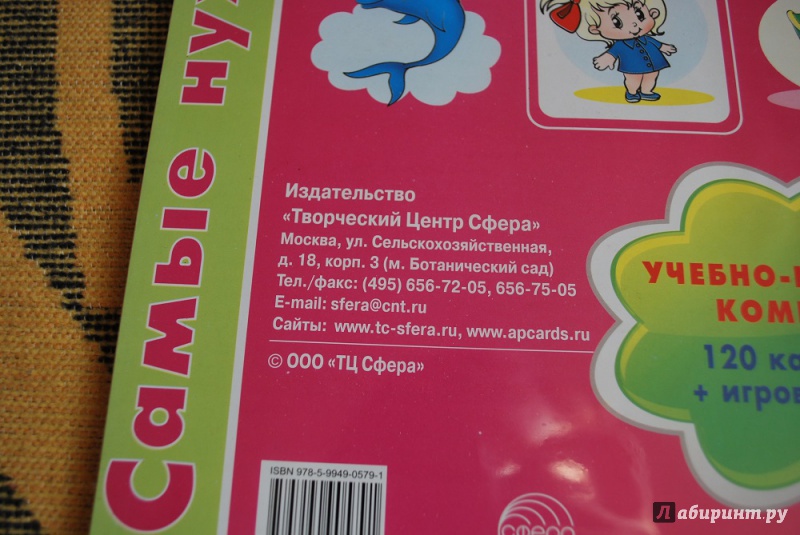 Самые
Издательство
«Творческий Центр Сфера»
Москва, ул. Сельскохозяйственная,
д. 18, корп. 3 (м. Ботанический сад)
Тел./факс: (495) 656-72-05, 656-75-05
E-mail: sfera@cnt.ru
Сайты: www.tc-sfera.ru, www.apcards.ru
© ООО «ТЦ Сфера»
УЧЕБНО-
120
+
ISBN 978-5-9949-0579-1
сфера
Лабиринт.ру